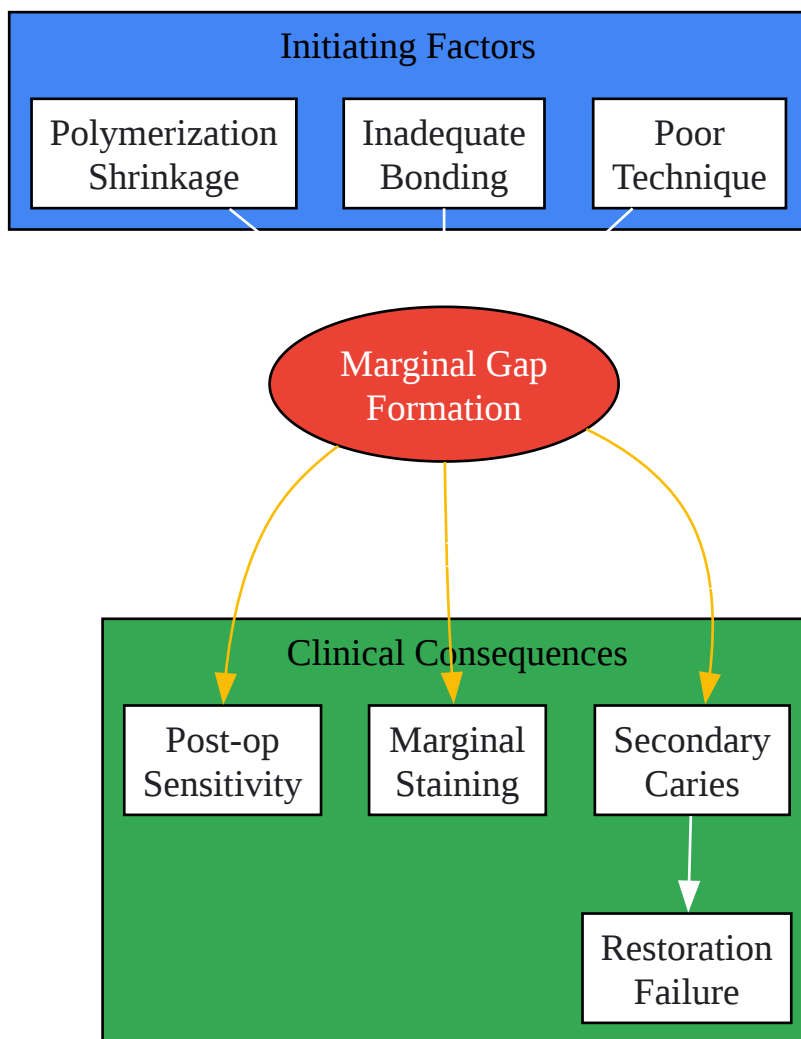 Initiating Factors
Polymerization
Shrinkage
Inadequate
Bonding
Poor
Technique
Marginal Gap
Formation
Clinical Consequences
Post-op
Sensitivity
Marginal
Staining
Secondary
Caries
Restoration
Failure